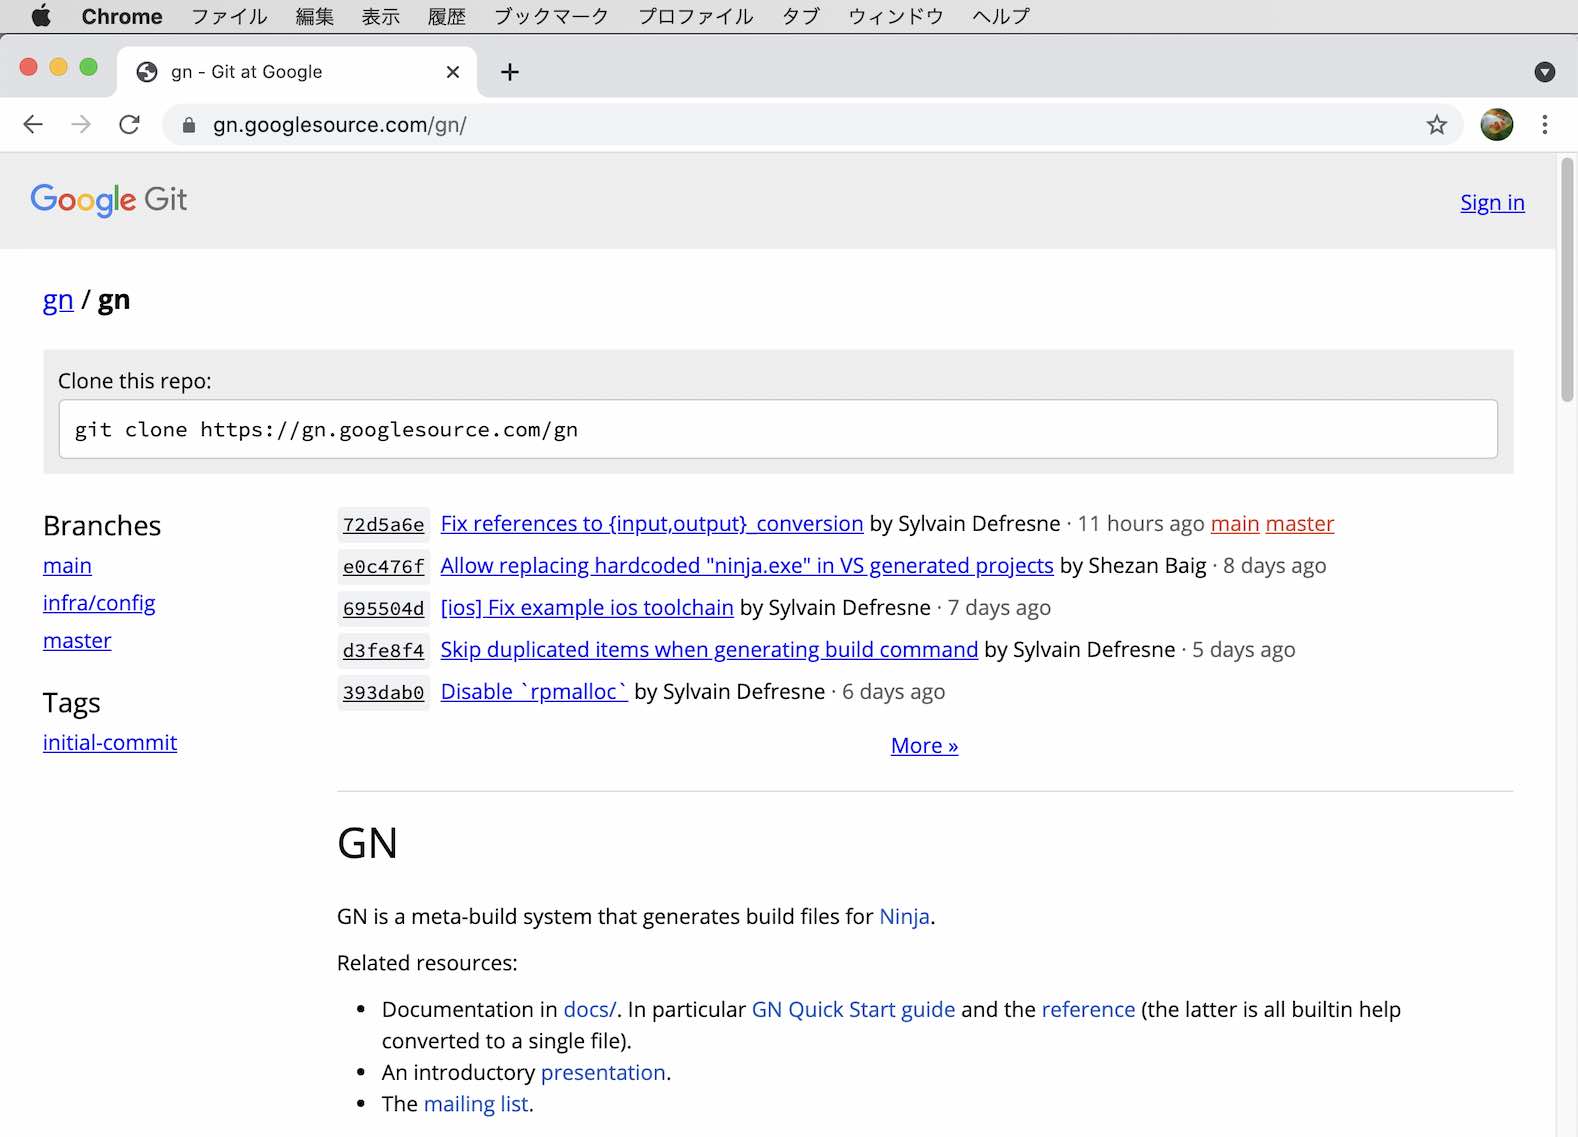 Chrome ファイル 編集 表示 履歴 ブックマーク プロファイル タブ ウィンドウ ヘルプ
gn - Git at Google
gn.googlesource.com/gn/
Google Git
Sign in
gn / gn
Clone this repo:
git clone https://gn.googlesource.com/gn
Branches
main
infra/config
master
Tags
initial-commit
72d5a6e Fix references to {input,output}_conversion by Sylvain Defresne · 11 hours ago main master
e0c476f Allow replacing hardcoded "ninja.exe" in VS generated projects by Shezan Baig · 8 days ago
695504d [ios] Fix example ios toolchain by Sylvain Defresne · 7 days ago
d3fe8f4 Skip duplicated items when generating build command by Sylvain Defresne · 5 days ago
393dab0 Disable `rpmalloc` by Sylvain Defresne · 6 days ago
More »
GN
GN is a meta-build system that generates build files for Ninja.
Related resources:
• Documentation in docs/. In particular GN Quick Start guide and the reference (the latter is all builtin help
converted to a single file).
• An introductory presentation.
• The mailing list.